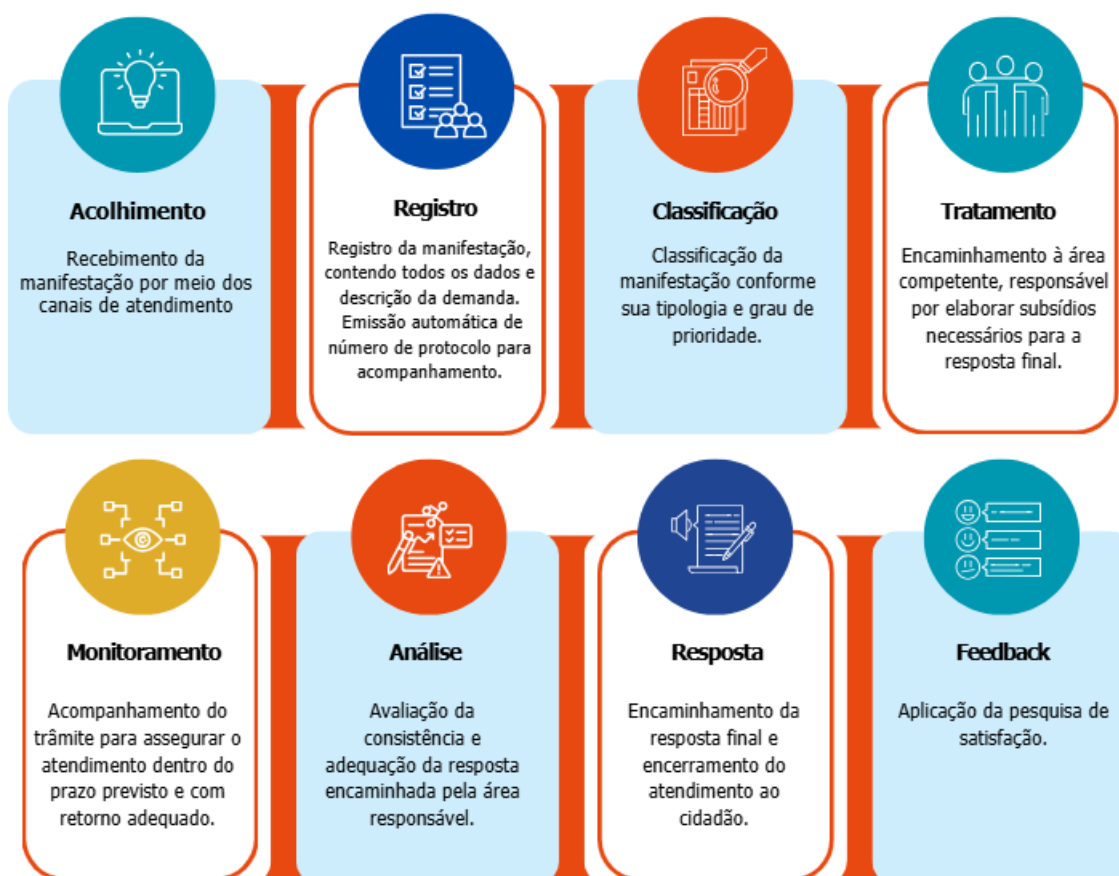 Acolhimento
Recebimento da
manifestação por meio dos
canais de atendimento
Registro
Registro da manifestação,
contendo todos os dados e
descrição da demanda.
Emissão automática de
número de protocolo para
acompanhamento.
Classificação
Classificação da
manifestação conforme
sua tipologia e grau de
prioridade.
Tratamento
Encaminhamento à área
competente, responsável
por elaborar subsídios
necessários para a
resposta final.
Monitoramento
Acompanhamento do
trâmite para assegurar o
atendimento dentro do
prazo previsto e com
retorno adequado.
Análise
Avaliação da
consistência e
adequação da resposta
encaminhada pela área
responsável.
Resposta
Encaminhamento da
resposta final e
encerramento do
atendimento ao
cidadão.
Feedback
Aplicação da pesquisa de
satisfação.